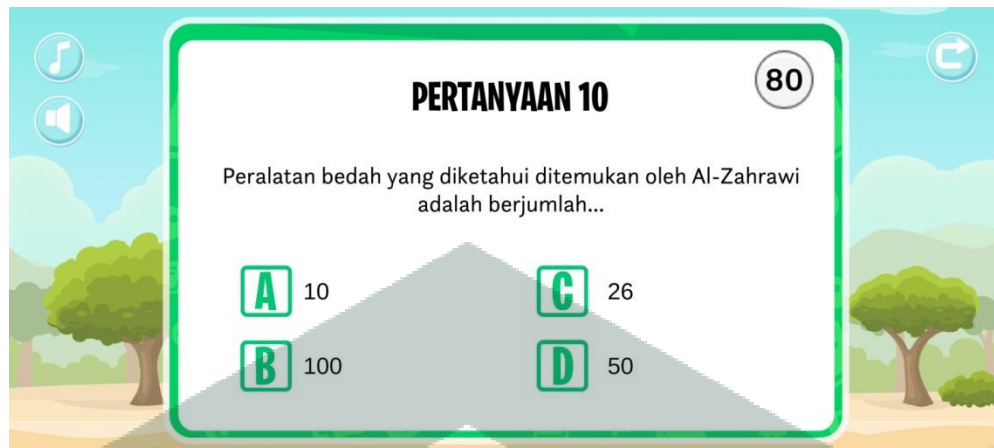 80
PERTANYAAN 10
Peralatan bedah yang diketahui ditemukan oleh Al-Zahrawi
adalah berjumlah...
A 10
C 26
B 100
D 50